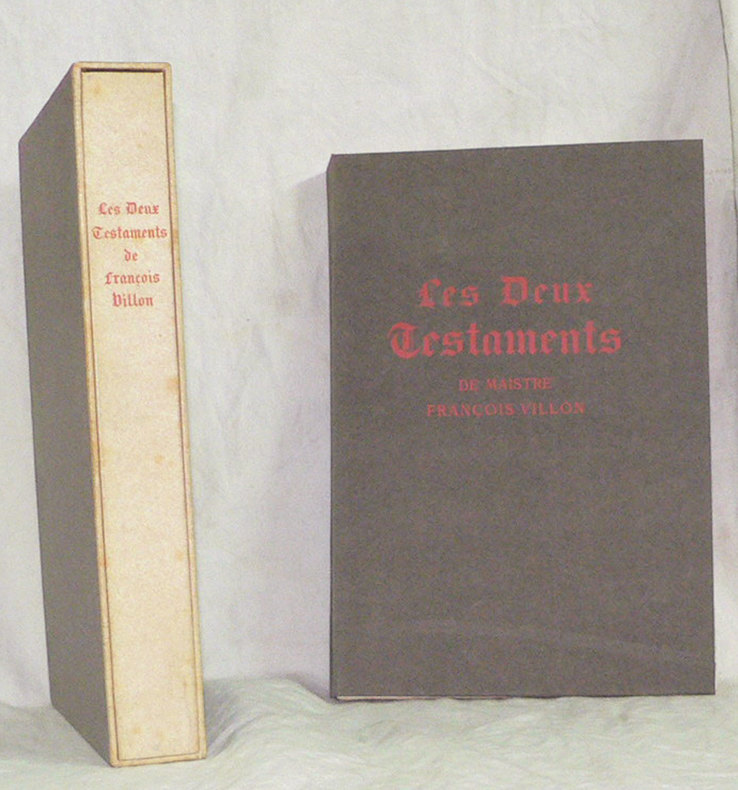 Les Deux
Testaments
de
François
Villon
Les Deux
Testaments
DE MAISTRE
FRANÇOIS VILLON